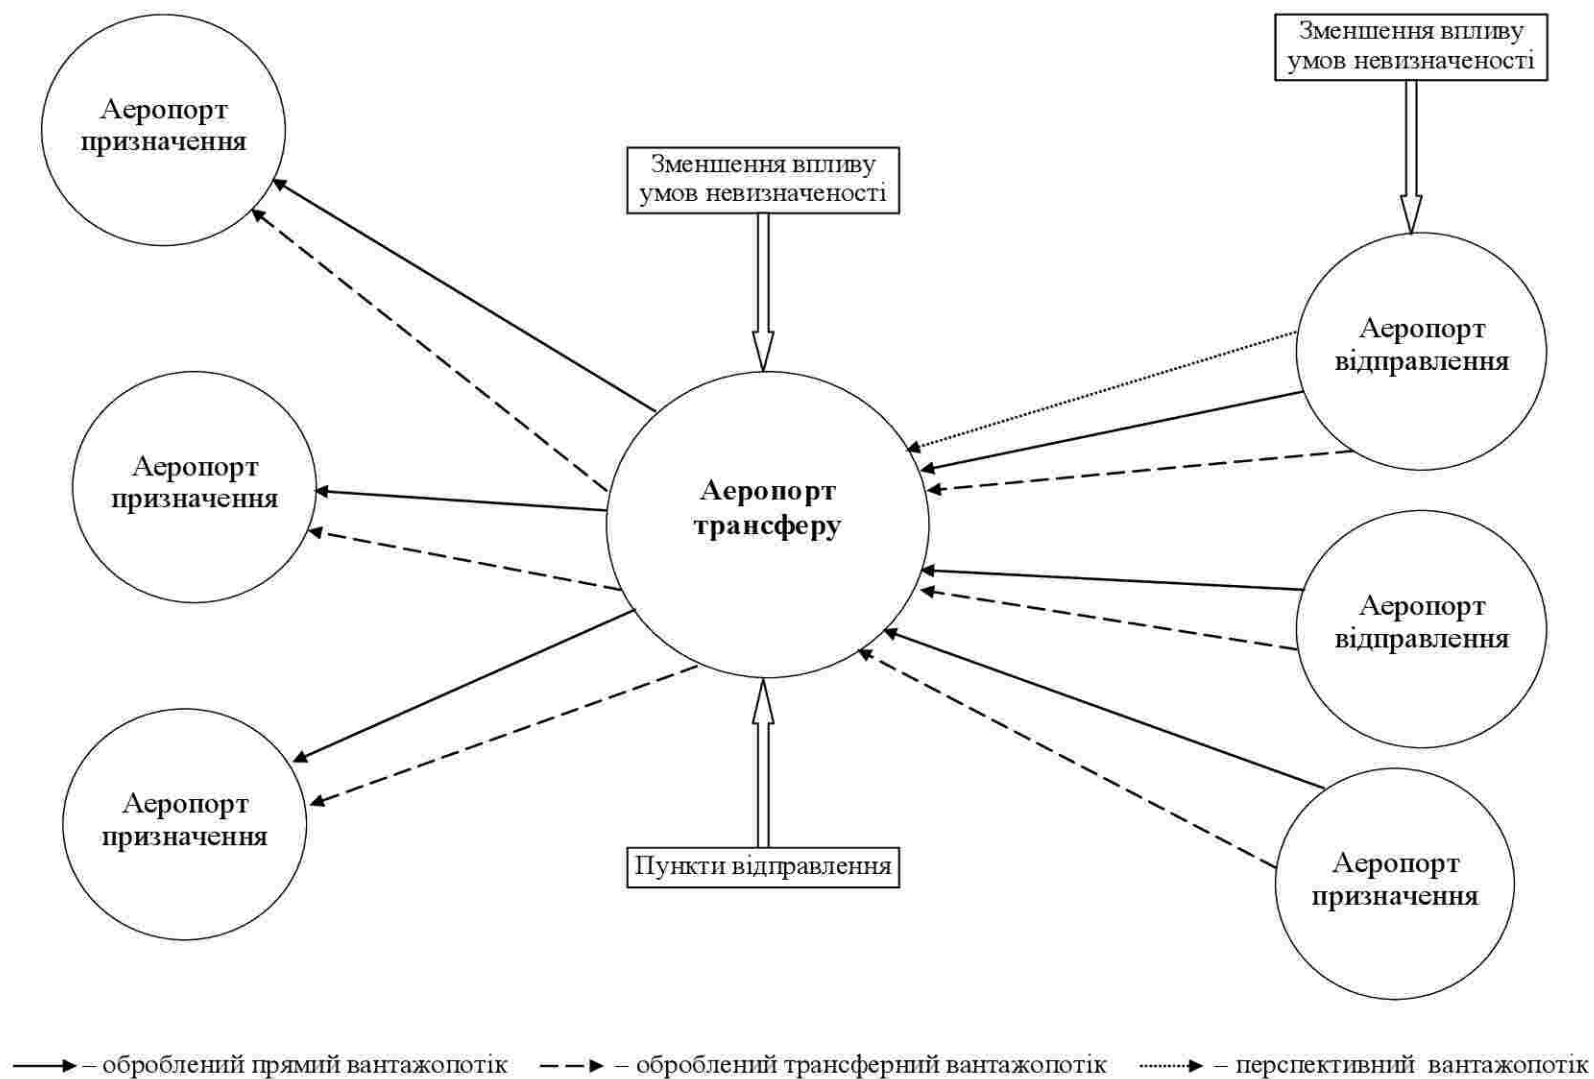 Зменшення впливу
умов невизначеності
Аеропорт
призначення
Зменшення впливу
умов невизначеності
Аеропорт
відправлення
Аеропорт
призначення
Аеропорт
трансферу
Аеропорт
відправлення
Аеропорт
призначення
Пункти відправлення
Аеропорт
призначення
– оброблений прямий вантажопотік – оброблений трансферний вантажопотік – перспективний вантажопотік